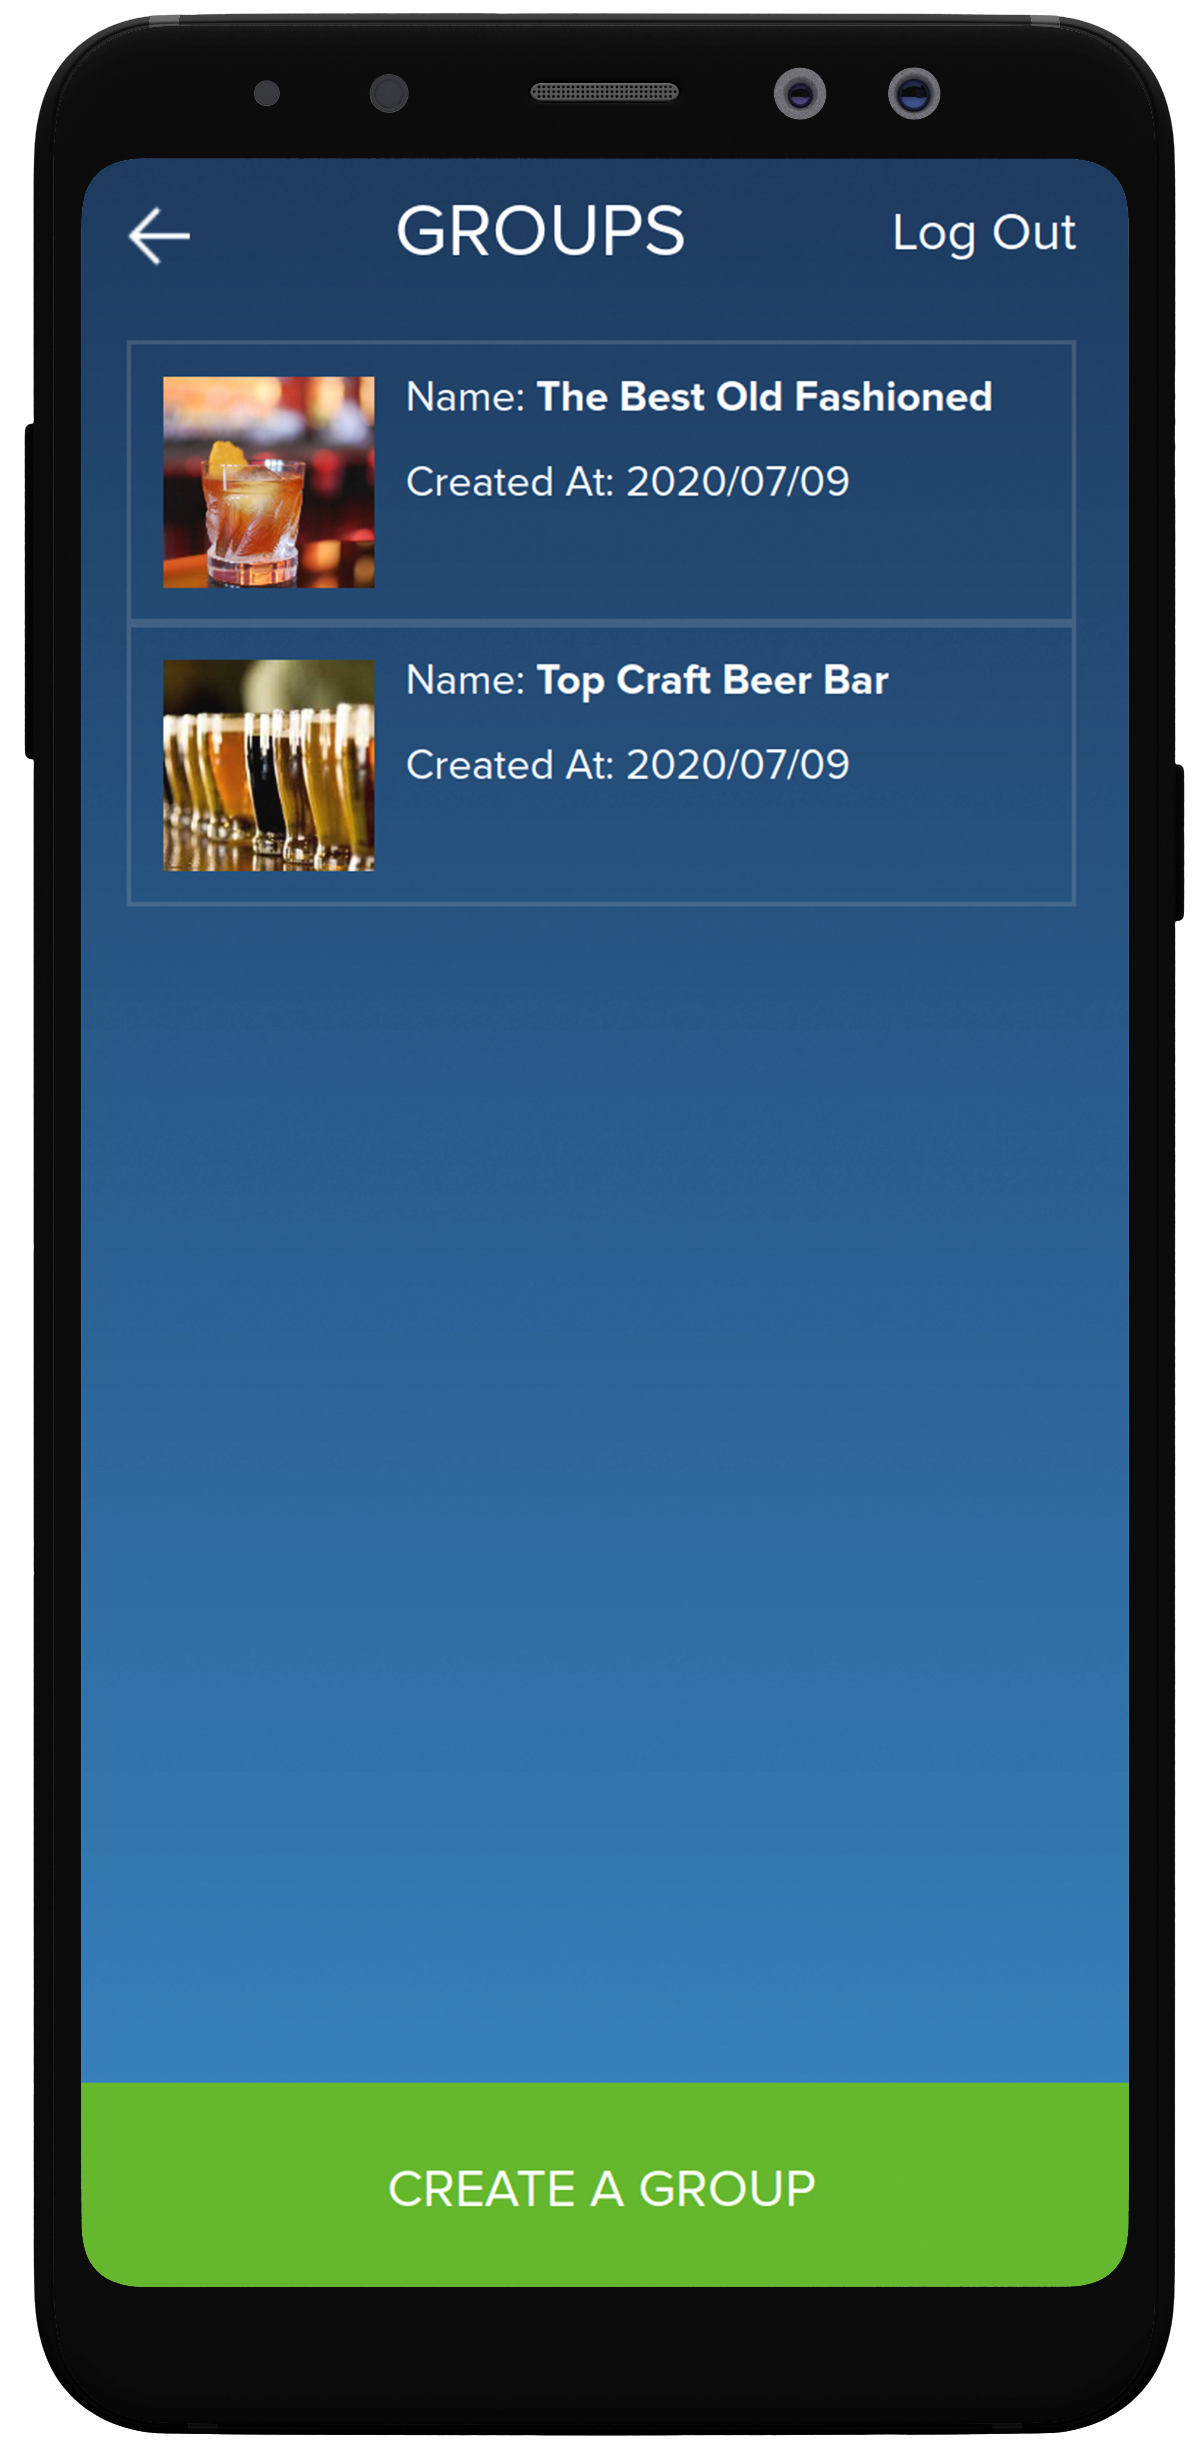 GROUPS
Log Out
Name: The Best Old Fashioned
Created At: 2020/07/09
Name: Top Craft Beer Bar
Created At: 2020/07/09
CREATE A GROUP